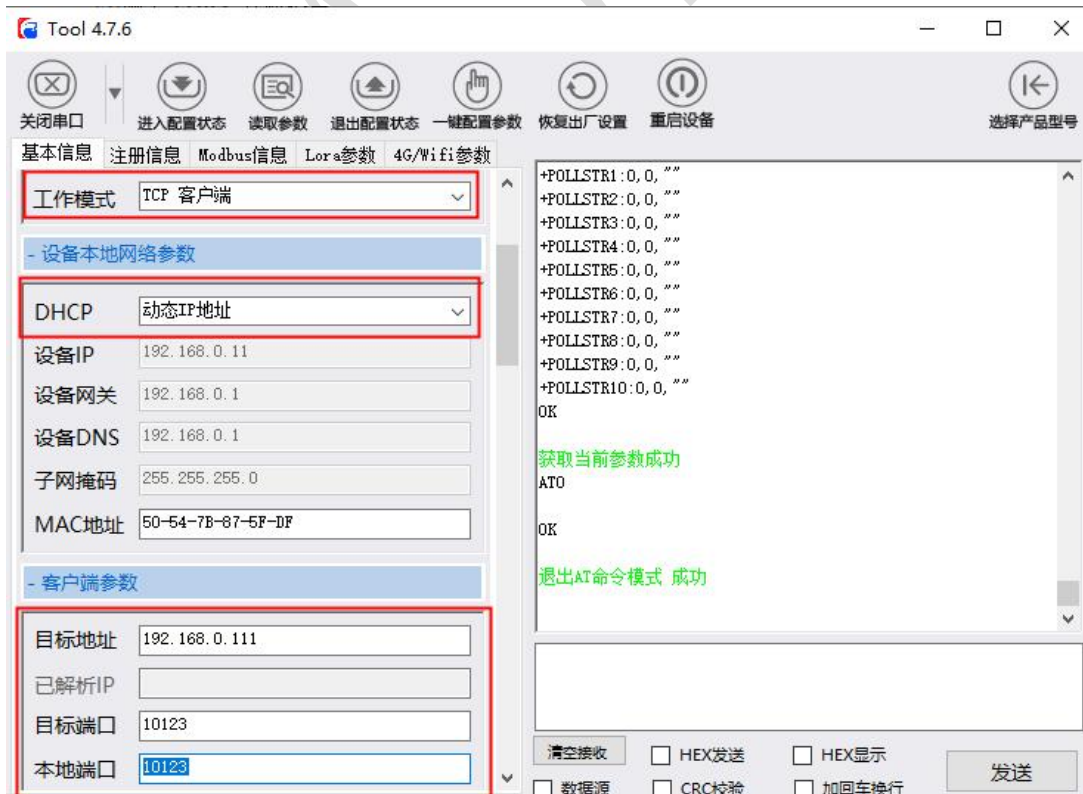 Tool 4.7.6
关闭串口 进入配置状态 读取参数 退出配置状态 一键配置参数 恢复出厂设置 重启设备 选择产品型号
基本信息 注册信息 Modbus信息 Lora参数 4G/Wifi参数
工作模式 TCP 客户端
- 设备本地网络参数
DHCP 动态IP地址
设备IP 192.168.0.11
设备网关 192.168.0.1
设备DNS 192.168.0.1
子网掩码 255.255.255.0
MAC地址 50-54-7B-87-5F-DF
- 客户端参数
目标地址 192.168.0.111
已解析IP
目标端口 10123
本地端口 10123
+POLLSTR1:0,0,""
+POLLSTR2:0,0,""
+POLLSTR3:0,0,""
+POLLSTR4:0,0,""
+POLLSTR5:0,0,""
+POLLSTR6:0,0,""
+POLLSTR7:0,0,""
+POLLSTR8:0,0,""
+POLLSTR9:0,0,""
+POLLSTR10:0,0,""
OK
获取当前参数成功
ATO
OK
退出AT命令模式 成功
清空接收 HEX发送 HEX显示 发送
数据源 CRC校验 加回车换行